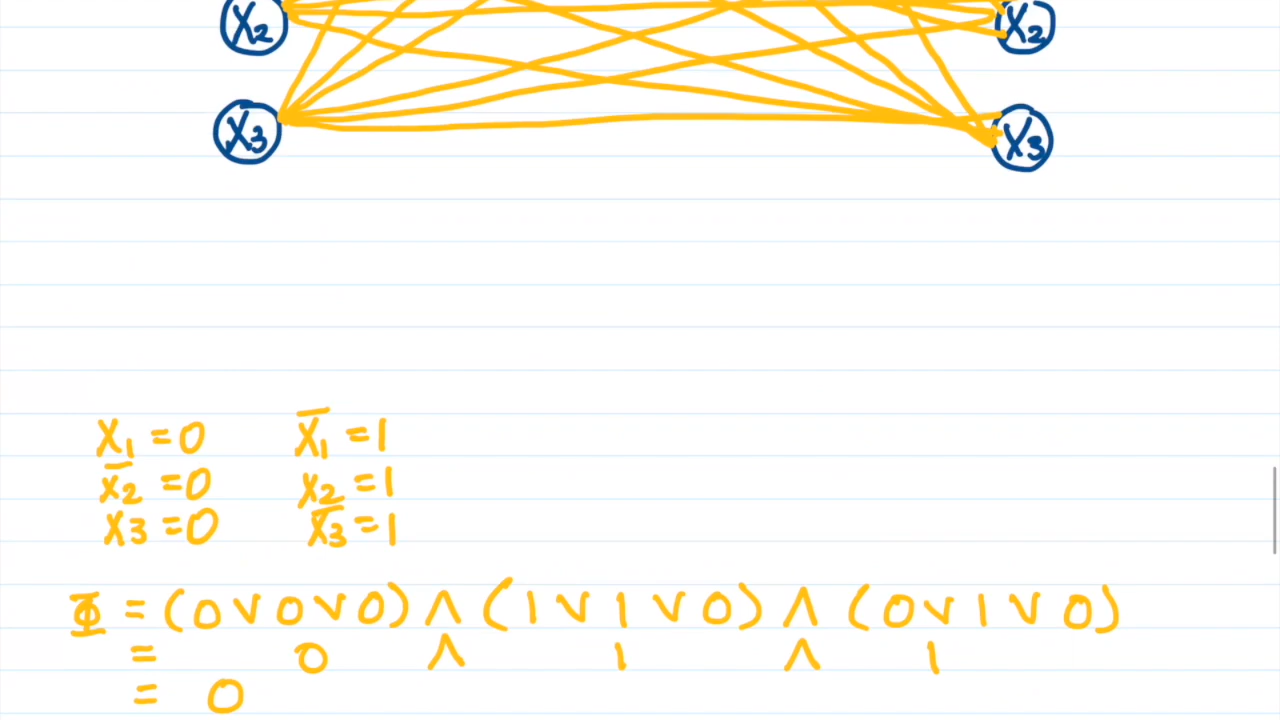 X₂ X₂
X₃ X₃
X₁ = 0 X̅₁ = 1
x̅₂ = 0 x₂ = 1
x₃ = 0 x̅₃ = 1
Φ = (0 ∨ 0 ∨ 0) ∧ (1 ∨ 1 ∨ 0) ∧ (0 ∨ 1 ∨ 0)
= 0 ∧ 1 ∧ 1
= 0